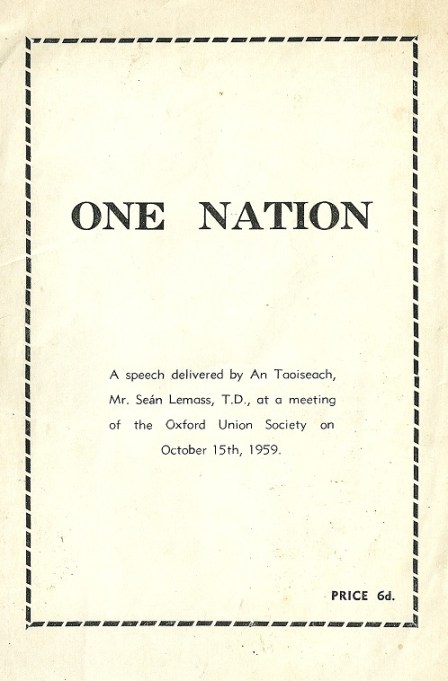 ONE NATION
A speech delivered by An Taoiseach,
Mr. Seán Lemass, T.D., at a meeting
of the Oxford Union Society on
October 15th, 1959.
PRICE 6d.